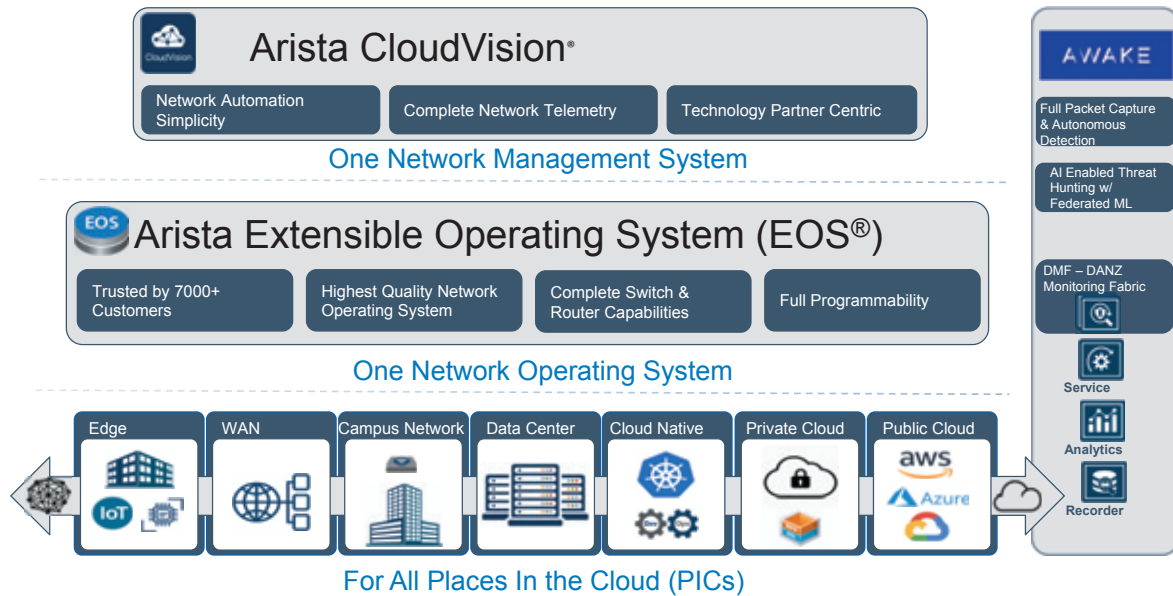 CloudVision
Arista CloudVision®
Network Automation
Simplicity
Complete Network Telemetry
Technology Partner Centric
One Network Management System
EOS
Arista Extensible Operating System (EOS®)
Trusted by 7000+
Customers
Highest Quality Network
Operating System
Complete Switch &
Router Capabilities
Full Programmability
One Network Operating System
Edge
IoT
WAN
Campus Network
Data Center
Cloud Native
Dev
Ops
Private Cloud
Public Cloud
aws
Azure
For All Places In the Cloud (PICs)
AWAKE
Full Packet Capture
& Autonomous
Detection
AI Enabled Threat
Hunting w/
Federated ML
DMF – DANZ
Monitoring Fabric
Service
Analytics
Recorder